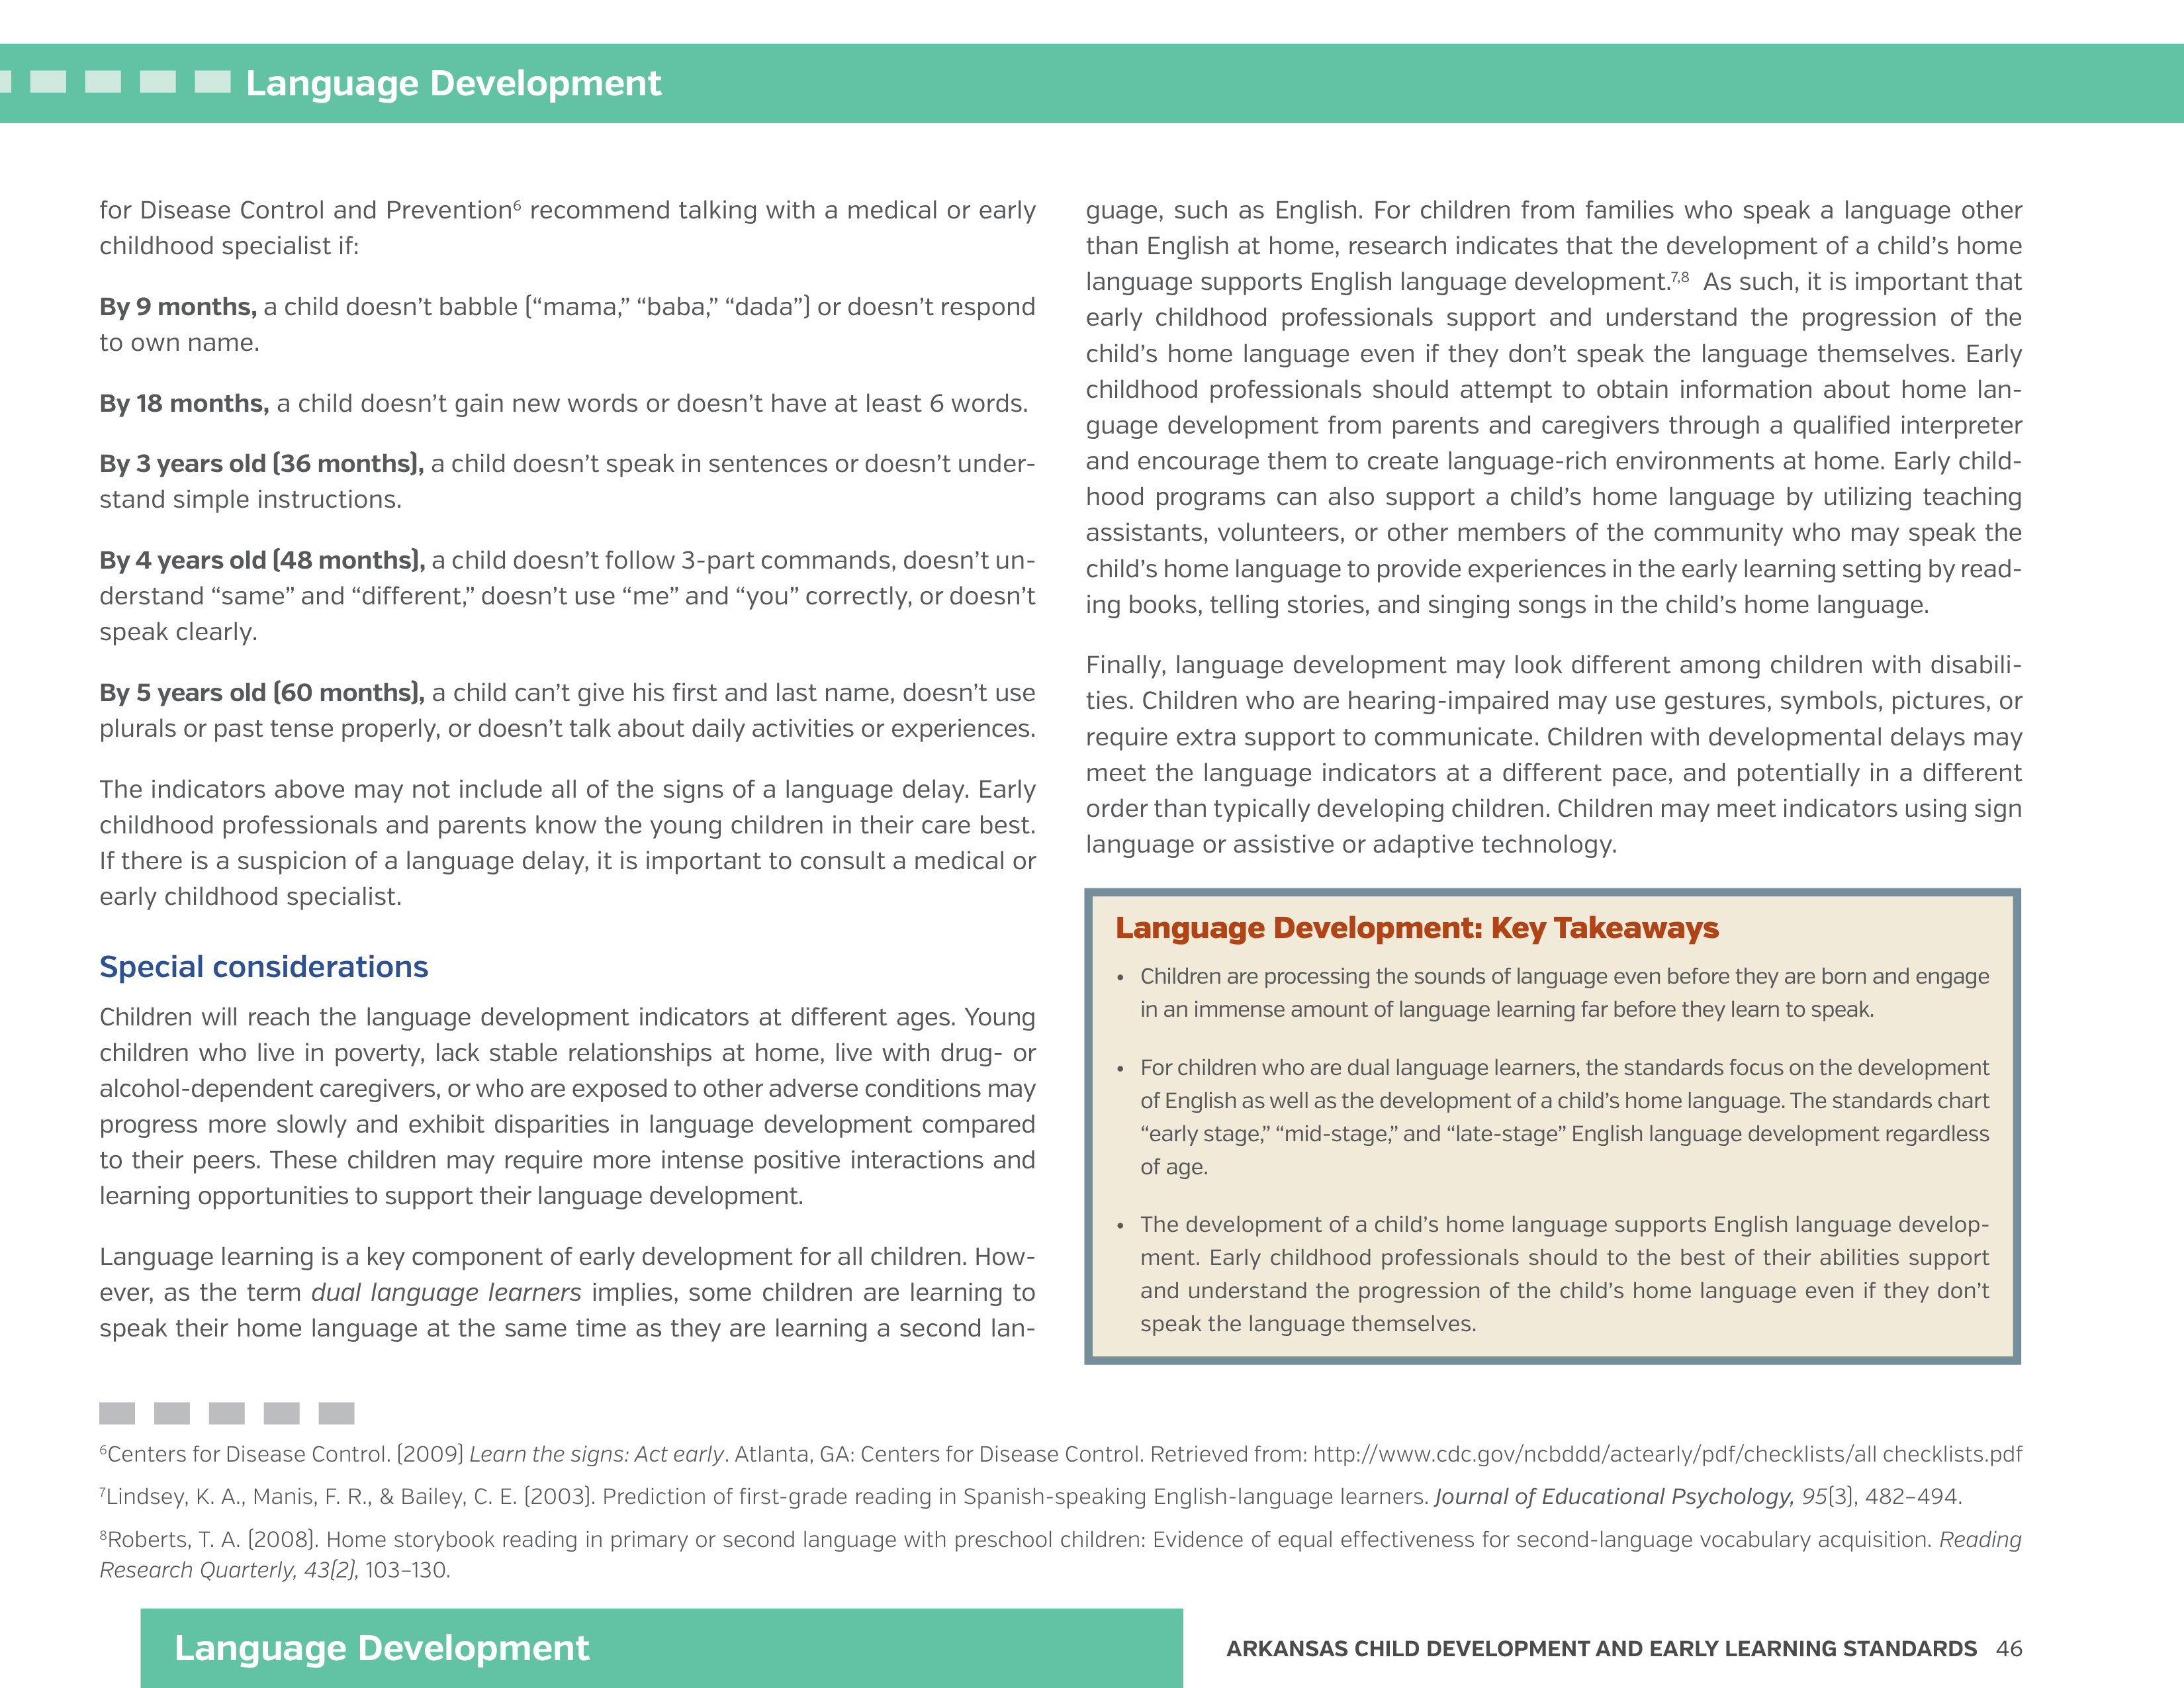 Language Development
for Disease Control and Prevention⁶ recommend talking with a medical or early
childhood specialist if:
By 9 months, a child doesn’t babble (“mama,” “baba,” “dada”) or doesn’t respond
to own name.
By 18 months, a child doesn’t gain new words or doesn’t have at least 6 words.
By 3 years old (36 months), a child doesn’t speak in sentences or doesn’t under-
stand simple instructions.
By 4 years old (48 months), a child doesn’t follow 3-part commands, doesn’t un-
derstand “same” and “different,” doesn’t use “me” and “you” correctly, or doesn’t
speak clearly.
By 5 years old (60 months), a child can’t give his first and last name, doesn’t use
plurals or past tense properly, or doesn’t talk about daily activities or experiences.
The indicators above may not include all of the signs of a language delay. Early
childhood professionals and parents know the young children in their care best.
If there is a suspicion of a language delay, it is important to consult a medical or
early childhood specialist.
Special considerations
Children will reach the language development indicators at different ages. Young
children who live in poverty, lack stable relationships at home, live with drug- or
alcohol-dependent caregivers, or who are exposed to other adverse conditions may
progress more slowly and exhibit disparities in language development compared
to their peers. These children may require more intense positive interactions and
learning opportunities to support their language development.
Language learning is a key component of early development for all children. How-
ever, as the term dual language learners implies, some children are learning to
speak their home language at the same time as they are learning a second lan-
guage, such as English. For children from families who speak a language other
than English at home, research indicates that the development of a child’s home
language supports English language development.⁷,⁸ As such, it is important that
early childhood professionals support and understand the progression of the
child’s home language even if they don’t speak the language themselves. Early
childhood professionals should attempt to obtain information about home lan-
guage development from parents and caregivers through a qualified interpreter
and encourage them to create language-rich environments at home. Early child-
hood programs can also support a child’s home language by utilizing teaching
assistants, volunteers, or other members of the community who may speak the
child’s home language to provide experiences in the early learning setting by read-
ing books, telling stories, and singing songs in the child’s home language.
Finally, language development may look different among children with disabili-
ties. Children who are hearing-impaired may use gestures, symbols, pictures, or
require extra support to communicate. Children with developmental delays may
meet the language indicators at a different pace, and potentially in a different
order than typically developing children. Children may meet indicators using sign
language or assistive or adaptive technology.
Language Development: Key Takeaways
• Children are processing the sounds of language even before they are born and engage
in an immense amount of language learning far before they learn to speak.
• For children who are dual language learners, the standards focus on the development
of English as well as the development of a child’s home language. The standards chart
“early stage,” “mid-stage,” and “late-stage” English language development regardless
of age.
• The development of a child’s home language supports English language develop-
ment. Early childhood professionals should to the best of their abilities support
and understand the progression of the child’s home language even if they don’t
speak the language themselves.
⁶Centers for Disease Control. (2009) Learn the signs: Act early. Atlanta, GA: Centers for Disease Control. Retrieved from: http://www.cdc.gov/ncbddd/actearly/pdf/checklists/all checklists.pdf
⁷Lindsey, K. A., Manis, F. R., & Bailey, C. E. (2003). Prediction of first-grade reading in Spanish-speaking English-language learners. Journal of Educational Psychology, 95(3), 482–494.
⁸Roberts, T. A. (2008). Home storybook reading in primary or second language with preschool children: Evidence of equal effectiveness for second-language vocabulary acquisition. Reading
Research Quarterly, 43(2), 103–130.
Language Development
ARKANSAS CHILD DEVELOPMENT AND EARLY LEARNING STANDARDS 46